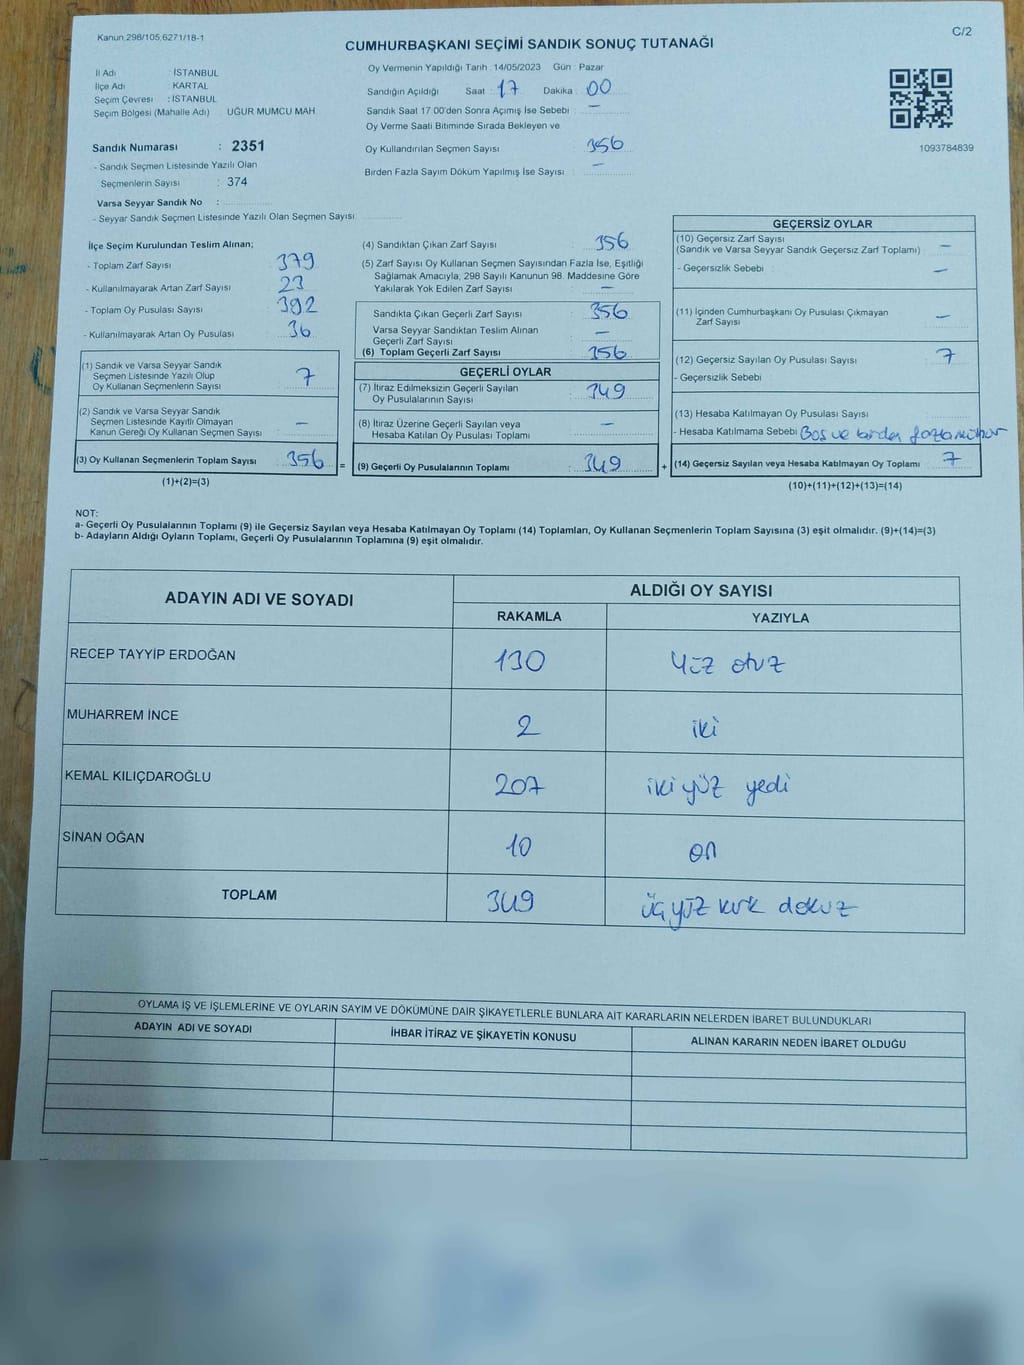 Kanun 298/105,6271/18-1
C/2
CUMHURBAŞKANI SEÇİMİ SANDIK SONUÇ TUTANAĞI
İl Adı : İSTANBUL
İlçe Adı : KARTAL
Seçim Çevresi : İSTANBUL
Seçim Bölgesi (Mahalle Adı) UĞUR MUMCU MAH
Sandık Numarası : 2351
- Sandık Seçmen Listesinde Yazılı Olan
Seçmenlerin Sayısı : 374
Varsa Seyyar Sandık No :
- Seyyar Sandık Seçmen Listesinde Yazılı Olan Seçmen Sayısı
Oy Vermenin Yapıldığı Tarih : 14/05/2023 Gün : Pazar
Sandığın Açıldığı Saat : 17 Dakika : 00
Sandık Saat 17:00'den Sonra Açımış İse Sebebi : —
Oy Verme Saati Bitiminde Sırada Bekleyen ve
Oy Kullandırılan Seçmen Sayısı : 356
Birden Fazla Sayım Döküm Yapılmış İse Sayısı : —
1093784839
İlçe Seçim Kurulundan Teslim Alınan;
- Toplam Zarf Sayısı : 379
- Kullanılmayarak Artan Zarf Sayısı : 23
- Toplam Oy Pusulası Sayısı : 392
- Kullanılmayarak Artan Oy Pusulası : 36
(1) Sandık ve Varsa Seyyar Sandık
Seçmen Listesinde Yazılı Olup
Oy Kullanan Seçmenlerin Sayısı : 7
(2) Sandık ve Varsa Seyyar Sandık
Seçmen Listesinde Kayıtlı Olmayan
Kanun Gereği Oy Kullanan Seçmen Sayısı : —
(3) Oy Kullanan Seçmenlerin Toplam Sayısı : 356 =
(1)+(2)=(3)
(4) Sandıktan Çıkan Zarf Sayısı : 356
(5) Zarf Sayısı Oy Kullanan Seçmen Sayısından Fazla İse, Eşitliği
Sağlamak Amacıyla; 298 Sayılı Kanunun 98. Maddesine Göre
Yakılarak Yok Edilen Zarf Sayısı : —
Sandıkta Çıkan Geçerli Zarf Sayısı : 356
Varsa Seyyar Sandıktan Teslim Alınan
Geçerli Zarf Sayısı : —
(6) Toplam Geçerli Zarf Sayısı : 356
GEÇERLİ OYLAR
(7) İtiraz Edilmeksizin Geçerli Sayılan
Oy Pusulalarının Sayısı : 349
(8) İtiraz Üzerine Geçerli Sayılan veya
Hesaba Katılan Oy Pusulası Toplamı : —
(9) Geçerli Oy Pusulalarının Toplamı : 349 +
GEÇERSİZ OYLAR
(10) Geçersiz Zarf Sayısı
(Sandık ve Varsa Seyyar Sandık Geçersiz Zarf Toplamı) : —
- Geçersizlik Sebebi : —
(11) İçinden Cumhurbaşkanı Oy Pusulası Çıkmayan
Zarf Sayısı : —
(12) Geçersiz Sayılan Oy Pusulası Sayısı : 7
- Geçersizlik Sebebi :
(13) Hesaba Katılmayan Oy Pusulası Sayısı :
- Hesaba Katılmama Sebebi : Boş ve birden fazla mühür
(14) Geçersiz Sayılan veya Hesaba Katılmayan Oy Toplamı : 7
(10)+(11)+(12)+(13)=(14)
NOT:
a- Geçerli Oy Pusulalarının Toplamı (9) ile Geçersiz Sayılan veya Hesaba Katılmayan Oy Toplamı (14) Toplamları, Oy Kullanan Seçmenlerin Toplam Sayısına (3) eşit olmalıdır. (9)+(14)=(3)
b- Adayların Aldığı Oyların Toplamı, Geçerli Oy Pusulalarının Toplamına (9) eşit olmalıdır.
ADAYIN ADI VE SOYADI
ALDIĞI OY SAYISI
RAKAMLA YAZIYLA
RECEP TAYYİP ERDOĞAN 130 Yüz otuz
MUHARREM İNCE 2 iki
KEMAL KILIÇDAROĞLU 207 iki yüz yedi
SİNAN OĞAN 10 on
TOPLAM 349 üç yüz kırk dokuz
OYLAMA İŞ VE İŞLEMLERİNE VE OYLARIN SAYIM VE DÖKÜMÜNE DAİR ŞİKAYETLERLE BUNLARA AİT KARARLARIN NELERDEN İBARET BULUNDUKLARI
ADAYIN ADI VE SOYADI İHBAR İTİRAZ VE ŞİKAYETİN KONUSU ALINAN KARARIN NEDEN İBARET OLDUĞU